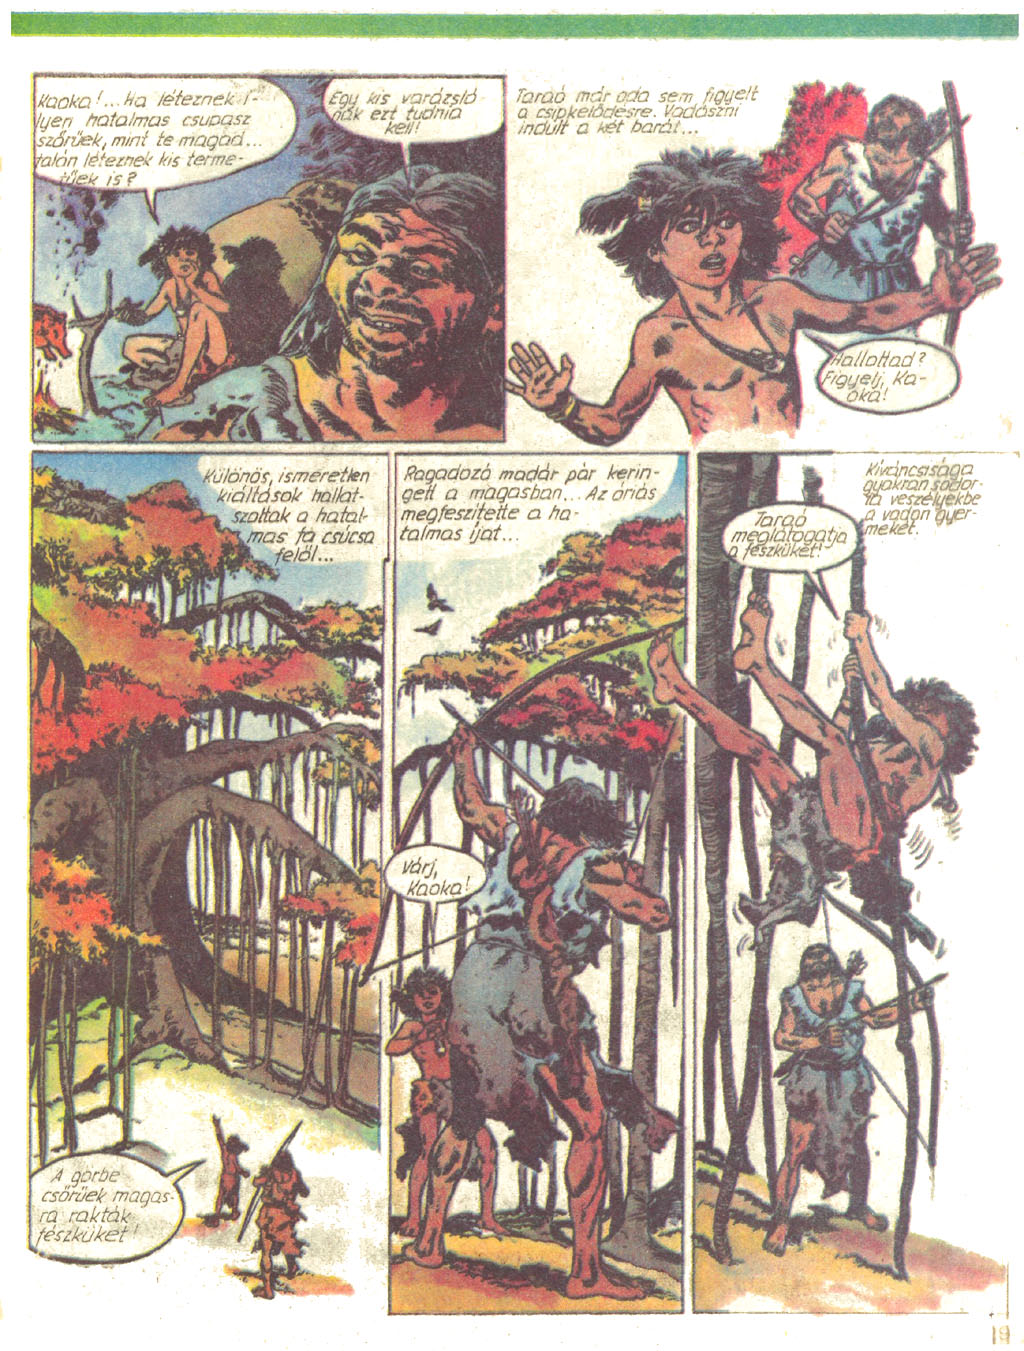 Kaoka!...Ha léteznek i-
lyen hatalmas csupasz
szőrűek, mint te magad...
talán léteznek kis terme-
tűek is?
Egy kis varázsló-
nak ezt tudnia
kell!
Taraó már oda sem figyelt
a csipkelődésre. Vadászni
indult a két barát...
Hallottad?
Figyelj, Ka-
oka!
Különös, ismeretlen
kiáltások hallat-
szottak a hatal-
mas fa csúcsa
felől...
A görbe
csőrűek magas-
ra rakták
fészküket!
Ragadozó madár pár kerin-
gett a magasban... Az óriás
megfeszítette a ha-
talmas íjat...
Várj,
Kaoka!
Kíváncsisága
gyakran sodor-
ta veszélyekbe
a vadon gyer-
mekét.
Taraó
meglátogatja
a fészküket!
19